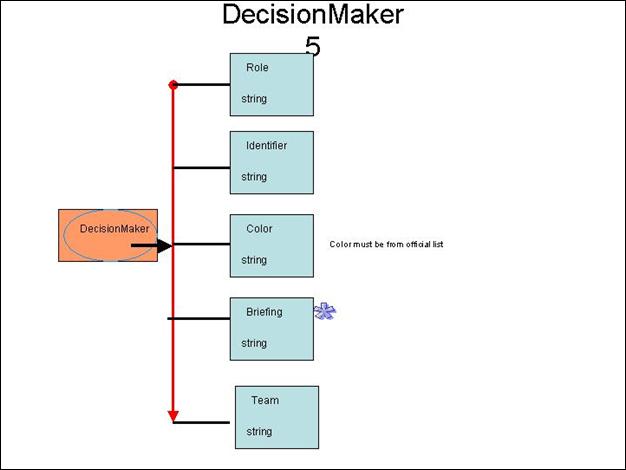 DecisionMaker
5
Role
string
Identifier
string
DecisionMaker
Color
string
Color must be from official list
Briefing
string
Team
string